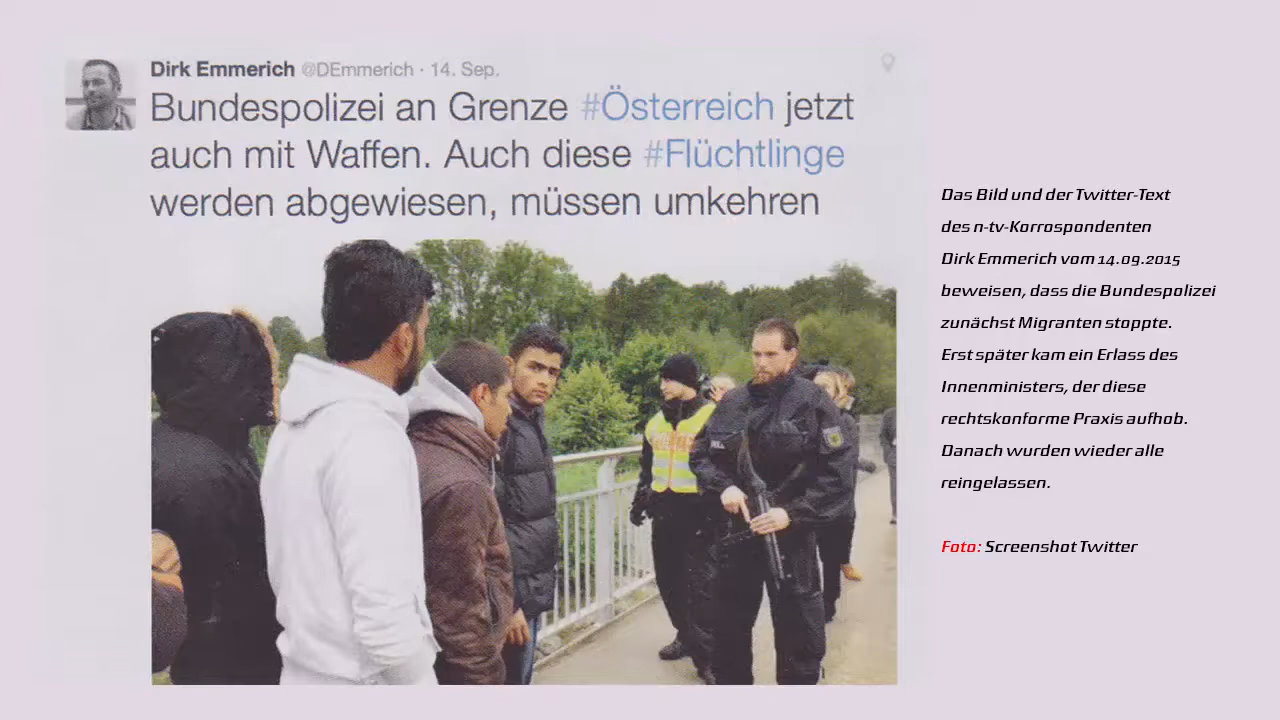 Dirk Emmerich @DEmmerich · 14. Sep.
Bundespolizei an Grenze #Österreich jetzt
auch mit Waffen. Auch diese #Flüchtlinge
werden abgewiesen, müssen umkehren
Das Bild und der Twitter-Text
des n-tv-Korrospondenten
Dirk Emmerich vom 14.09.2015
beweisen, dass die Bundespolizei
zunächst Migranten stoppte.
Erst später kam ein Erlass des
Innenministers, der diese
rechtskonforme Praxis aufhob.
Danach wurden wieder alle
reingelassen.
Foto: Screenshot Twitter